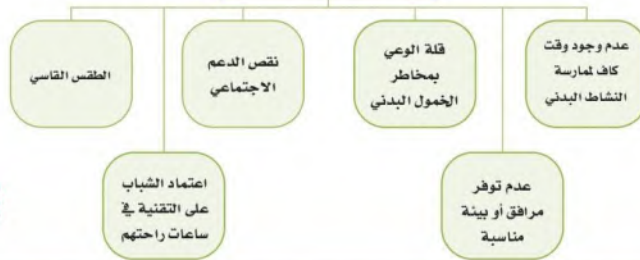 عدم وجود وقت
كاف لممارسة
النشاط البدني
قلة الوعي
بمخاطر
الخمول البدني
نقص الدعم
الاجتماعي
الطقس القاسي
عدم توفر
مرافق أو بيئة
مناسبة
اعتماد الشباب
على التقنية في
ساعات راحتهم